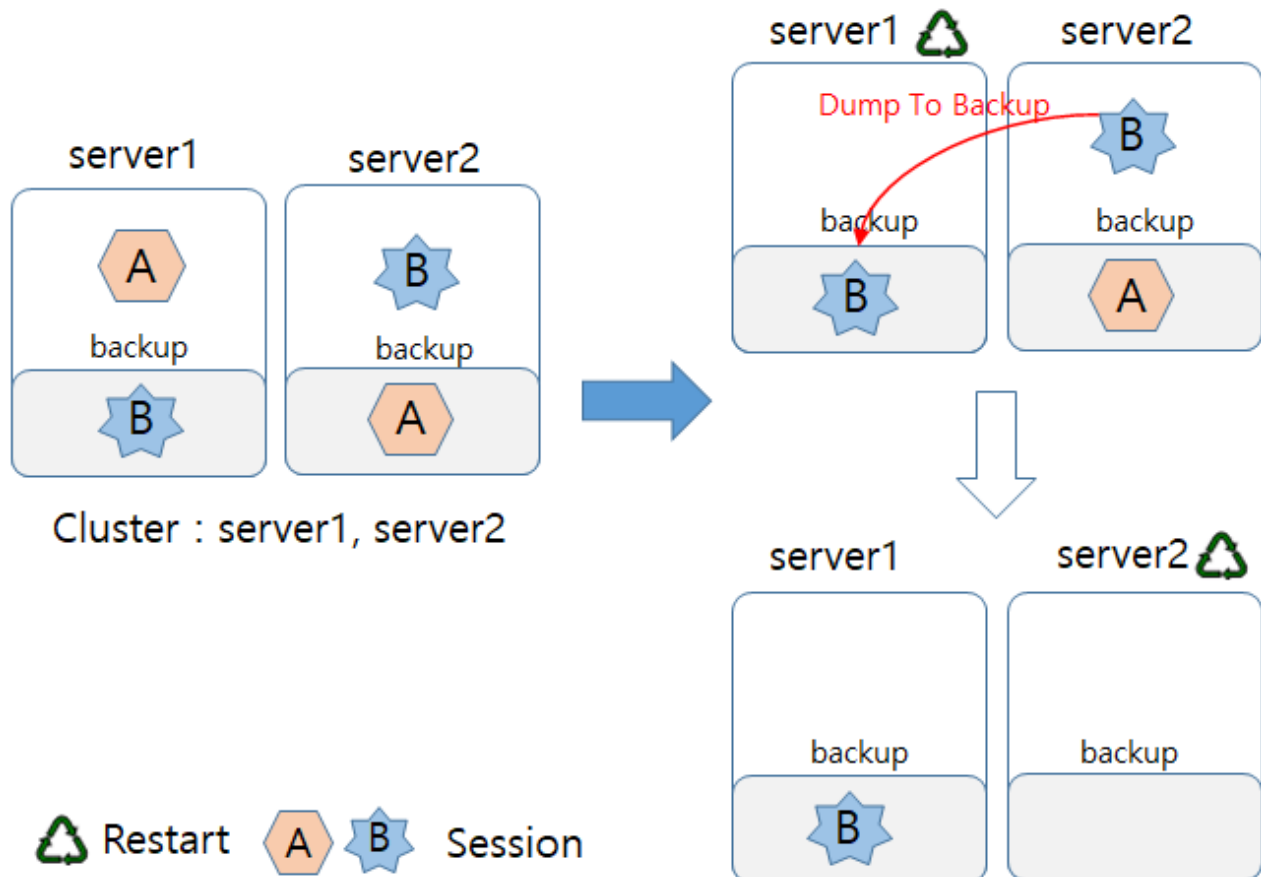 server1
server2
A
B
backup
backup
B
A
Cluster : server1, server2
server1
server2
Dump To Backup
B
backup
backup
B
A
server1
server2
backup
backup
B
Restart
A
B
Session